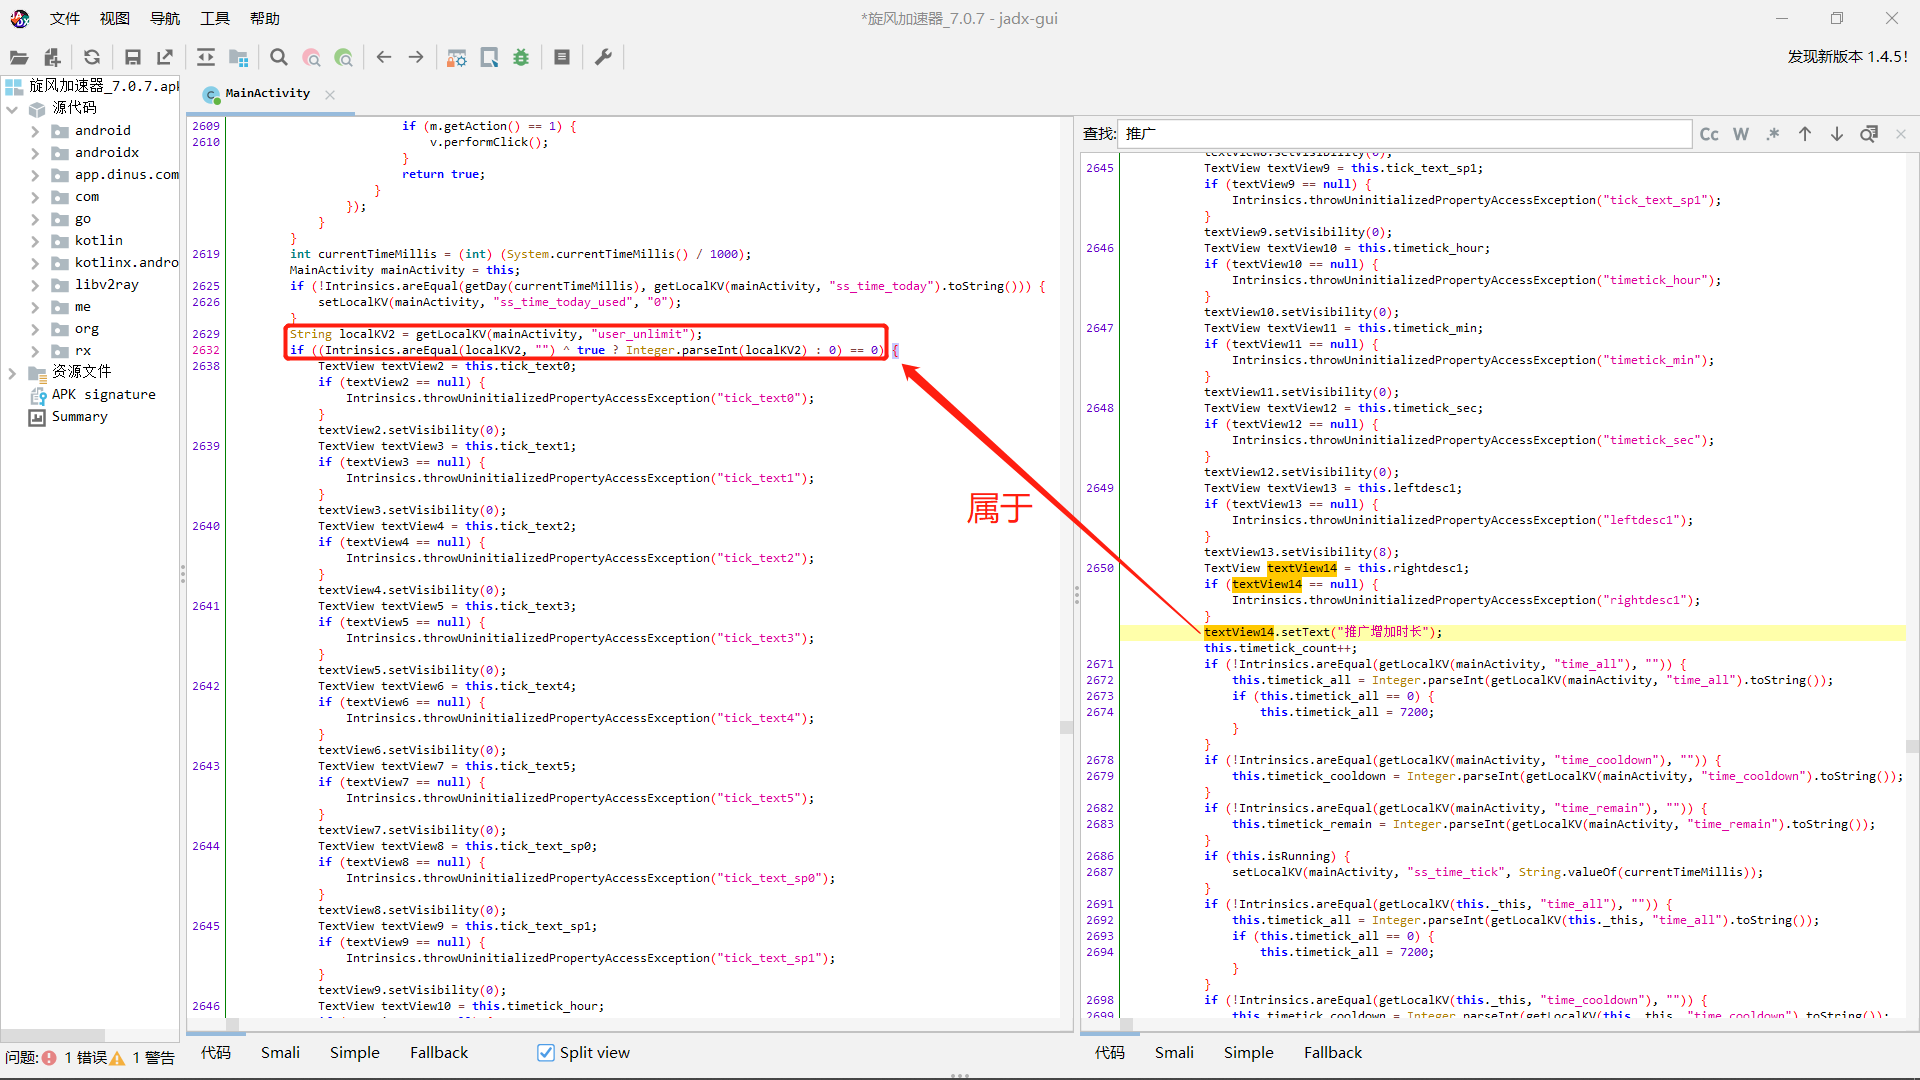 文件 视图 导航 工具 帮助
*旋风加速器_7.0.7 - jadx-gui
发现新版本 1.4.5!
旋风加速器_7.0.7.apk
源代码
android
androidx
app.dinus.com
com
go
kotlin
kotlinx.andro
libv2ray
me
org
rx
资源文件
APK signature
Summary
问题: 1 错误 1 警告
MainActivity
2609 if (m.getAction() == 1) {
2610 v.performClick();
}
return true;
}
});
}
}
2619 int currentTimeMillis = (int) (System.currentTimeMillis() / 1000);
MainActivity mainActivity = this;
2625 if (!Intrinsics.areEqual(getDay(currentTimeMillis), getLocalKV(mainActivity, "ss_time_today").toString())) {
2626 setLocalKV(mainActivity, "ss_time_today_used", "0");
}
2629 String localKV2 = getLocalKV(mainActivity, "user_unlimit");
2632 if ((Intrinsics.areEqual(localKV2, "") ^ true ? Integer.parseInt(localKV2) : 0) == 0) {
2638 TextView textView2 = this.tick_text0;
if (textView2 == null) {
Intrinsics.throwUninitializedPropertyAccessException("tick_text0");
}
textView2.setVisibility(0);
2639 TextView textView3 = this.tick_text1;
if (textView3 == null) {
Intrinsics.throwUninitializedPropertyAccessException("tick_text1");
}
textView3.setVisibility(0);
2640 TextView textView4 = this.tick_text2;
if (textView4 == null) {
Intrinsics.throwUninitializedPropertyAccessException("tick_text2");
}
textView4.setVisibility(0);
2641 TextView textView5 = this.tick_text3;
if (textView5 == null) {
Intrinsics.throwUninitializedPropertyAccessException("tick_text3");
}
textView5.setVisibility(0);
2642 TextView textView6 = this.tick_text4;
if (textView6 == null) {
Intrinsics.throwUninitializedPropertyAccessException("tick_text4");
}
textView6.setVisibility(0);
2643 TextView textView7 = this.tick_text5;
if (textView7 == null) {
Intrinsics.throwUninitializedPropertyAccessException("tick_text5");
}
textView7.setVisibility(0);
2644 TextView textView8 = this.tick_text_sp0;
if (textView8 == null) {
Intrinsics.throwUninitializedPropertyAccessException("tick_text_sp0");
}
textView8.setVisibility(0);
2645 TextView textView9 = this.tick_text_sp1;
if (textView9 == null) {
Intrinsics.throwUninitializedPropertyAccessException("tick_text_sp1");
}
textView9.setVisibility(0);
2646 TextView textView10 = this.timetick_hour;
代码 Smali Simple Fallback Split view
属于
查找: 推广 Cc W .*
textView8.setVisibility(0);
2645 TextView textView9 = this.tick_text_sp1;
if (textView9 == null) {
Intrinsics.throwUninitializedPropertyAccessException("tick_text_sp1");
}
textView9.setVisibility(0);
2646 TextView textView10 = this.timetick_hour;
if (textView10 == null) {
Intrinsics.throwUninitializedPropertyAccessException("timetick_hour");
}
textView10.setVisibility(0);
2647 TextView textView11 = this.timetick_min;
if (textView11 == null) {
Intrinsics.throwUninitializedPropertyAccessException("timetick_min");
}
textView11.setVisibility(0);
2648 TextView textView12 = this.timetick_sec;
if (textView12 == null) {
Intrinsics.throwUninitializedPropertyAccessException("timetick_sec");
}
textView12.setVisibility(0);
2649 TextView textView13 = this.leftdesc1;
if (textView13 == null) {
Intrinsics.throwUninitializedPropertyAccessException("leftdesc1");
}
textView13.setVisibility(8);
2650 TextView textView14 = this.rightdesc1;
if (textView14 == null) {
Intrinsics.throwUninitializedPropertyAccessException("rightdesc1");
}
textView14.setText("推广增加时长");
this.timetick_count++;
2671 if (!Intrinsics.areEqual(getLocalKV(mainActivity, "time_all"), "")) {
2672 this.timetick_all = Integer.parseInt(getLocalKV(mainActivity, "time_all").toString());
2673 if (this.timetick_all == 0) {
2674 this.timetick_all = 7200;
}
}
2678 if (!Intrinsics.areEqual(getLocalKV(mainActivity, "time_cooldown"), "")) {
2679 this.timetick_cooldown = Integer.parseInt(getLocalKV(mainActivity, "time_cooldown").toString());
}
2682 if (!Intrinsics.areEqual(getLocalKV(mainActivity, "time_remain"), "")) {
2683 this.timetick_remain = Integer.parseInt(getLocalKV(mainActivity, "time_remain").toString());
}
2686 if (this.isRunning) {
2687 setLocalKV(mainActivity, "ss_time_tick", String.valueOf(currentTimeMillis));
}
2691 if (!Intrinsics.areEqual(getLocalKV(this._this, "time_all"), "")) {
2692 this.timetick_all = Integer.parseInt(getLocalKV(this._this, "time_all").toString());
2693 if (this.timetick_all == 0) {
2694 this.timetick_all = 7200;
}
}
2698 if (!Intrinsics.areEqual(getLocalKV(this._this, "time_cooldown"), "")) {
2699 this.timetick_cooldown = Integer.parseInt(getLocalKV(this._this, "time_cooldown").toString());
代码 Smali Simple Fallback